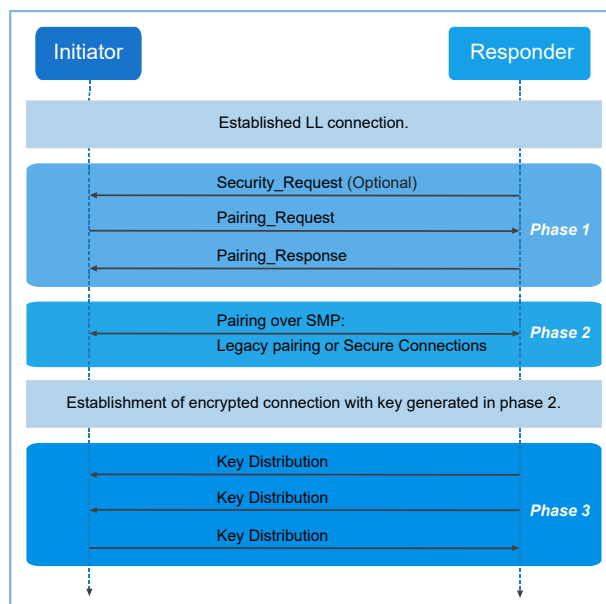 Initiator
Responder
Established LL connection.
Security_Request (Optional)
Pairing_Request
Phase 1
Pairing_Response
Pairing over SMP:
Phase 2
Legacy pairing or Secure Connections
Establishment of encrypted connection with key generated in phase 2.
Key Distribution
Key Distribution
Phase 3
Key Distribution